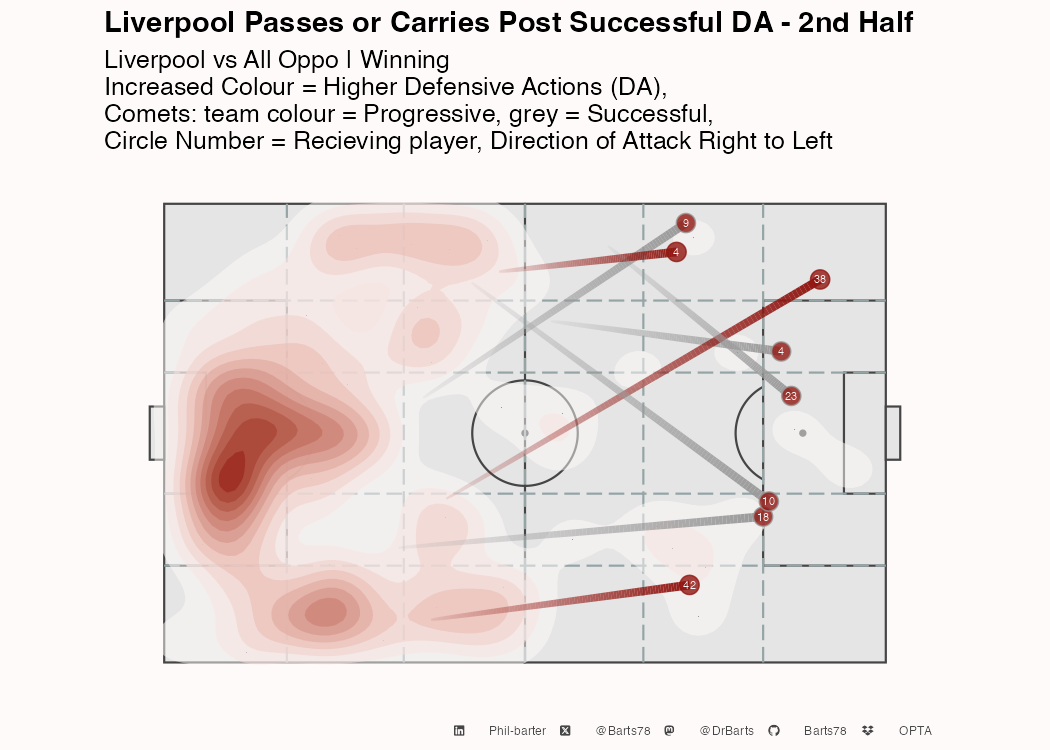 Liverpool Passes or Carries Post Successful DA - 2nd Half
Liverpool vs All Oppo | Winning
Increased Colour = Higher Defensive Actions (DA),
Comets: team colour = Progressive, grey = Successful,
Circle Number = Recieving player, Direction of Attack Right to Left
9
4
38
4
23
10
18
42
Phil-barter @Barts78 @DrBarts Barts78 OPTA